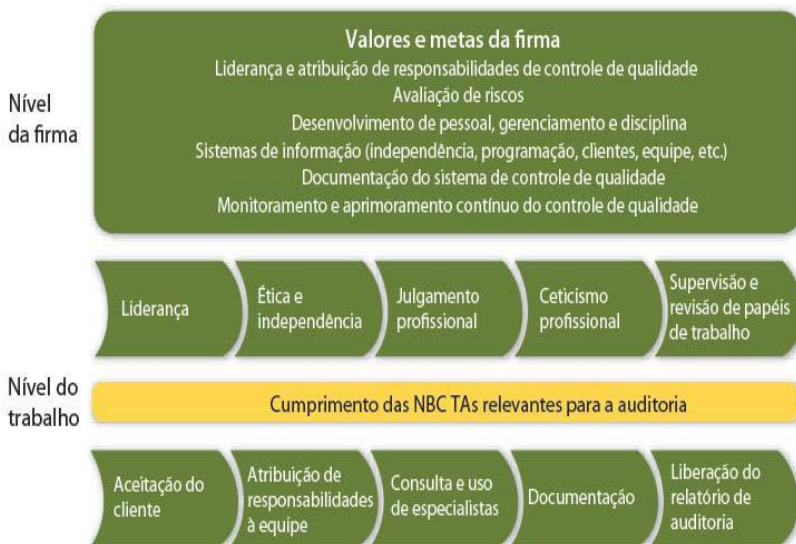 Nível
da firma
Valores e metas da firma
Liderança e atribuição de responsabilidades de controle de qualidade
Avaliação de riscos
Desenvolvimento de pessoal, gerenciamento e disciplina
Sistemas de informação (independência, programação, clientes, equipe, etc.)
Documentação do sistema de controle de qualidade
Monitoramento e aprimoramento contínuo do controle de qualidade
Liderança
Ética e
independência
Julgamento
profissional
Ceticismo
profissional
Supervisão e
revisão de papéis
de trabalho
Nível do
trabalho
Cumprimento das NBC TAs relevantes para a auditoria
Aceitação do
cliente
Atribuição de
responsabilidades
à equipe
Consulta e uso
de especialistas
Documentação
Liberação do
relatório de
auditoria